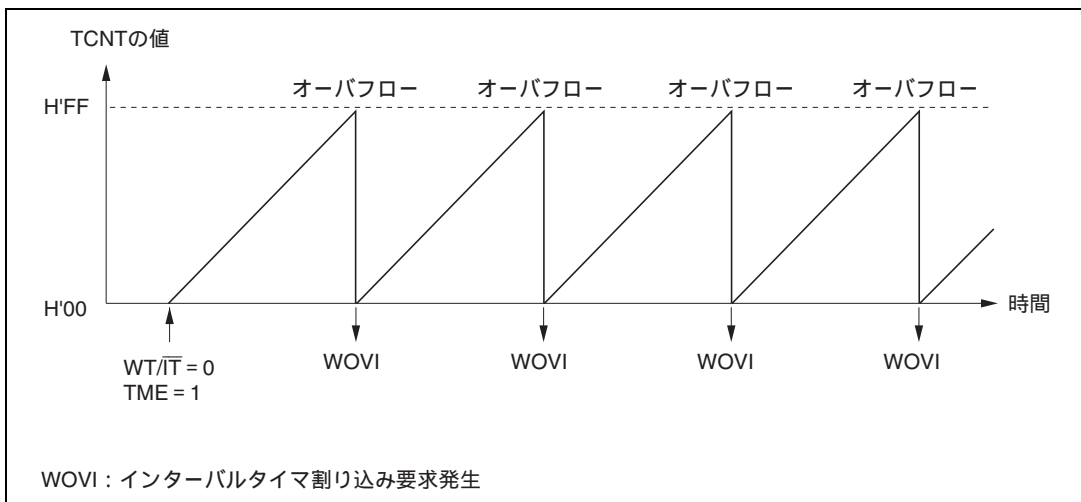 TCNTの値
オーバフロー オーバフロー オーバフロー オーバフロー
H'FF
H'00
時間
WT/I̅T̅ = 0
TME = 1
WOVI WOVI WOVI WOVI
WOVI：インターバルタイマ割り込み要求発生